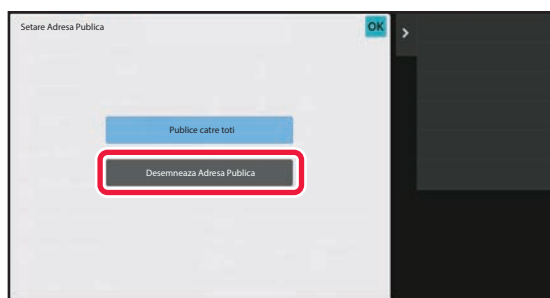 Setare Adresa Publica
OK
Publice catre toti
Desemneaza Adresa Publica